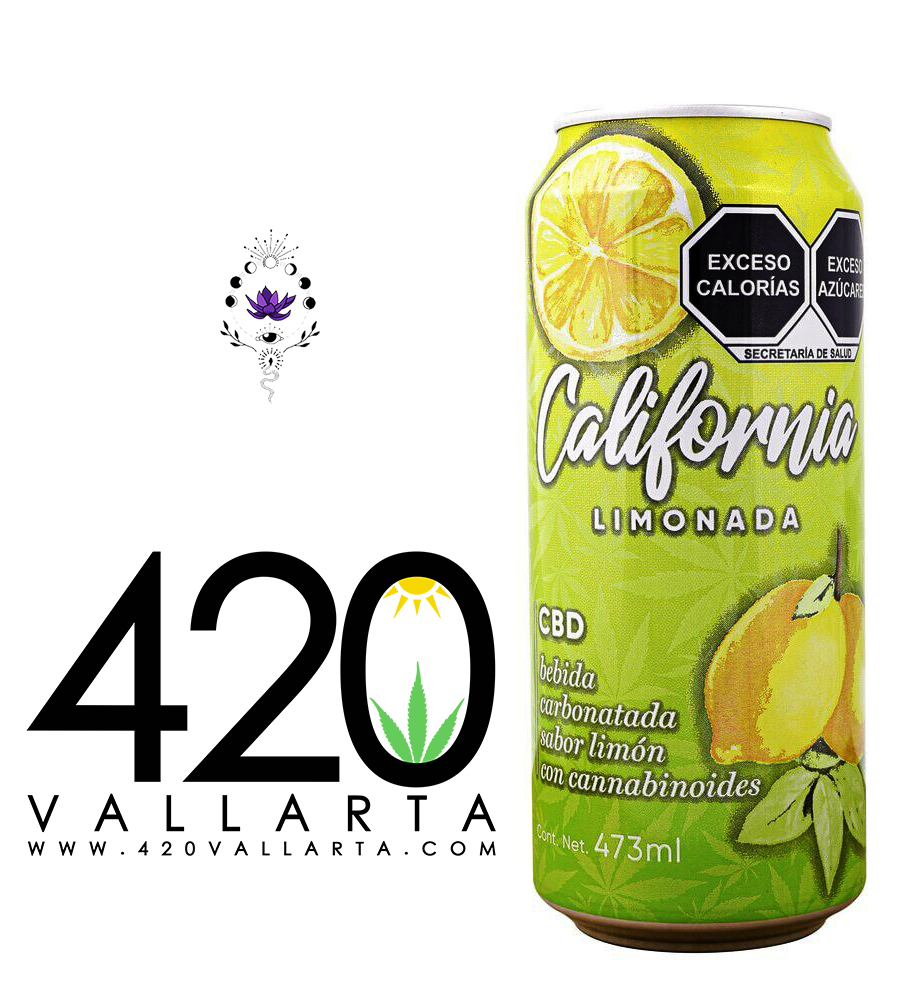 EXCESO
CALORÍAS
EXCESO
AZÚCARE
SECRETARÍA DE SALUD
California
LIMONADA
CBD
bebida
carbonatada
sabor limón
con cannabinoides
Cont. Net. 473ml
420
VALLARTA
WWW.420VALLARTA.COM